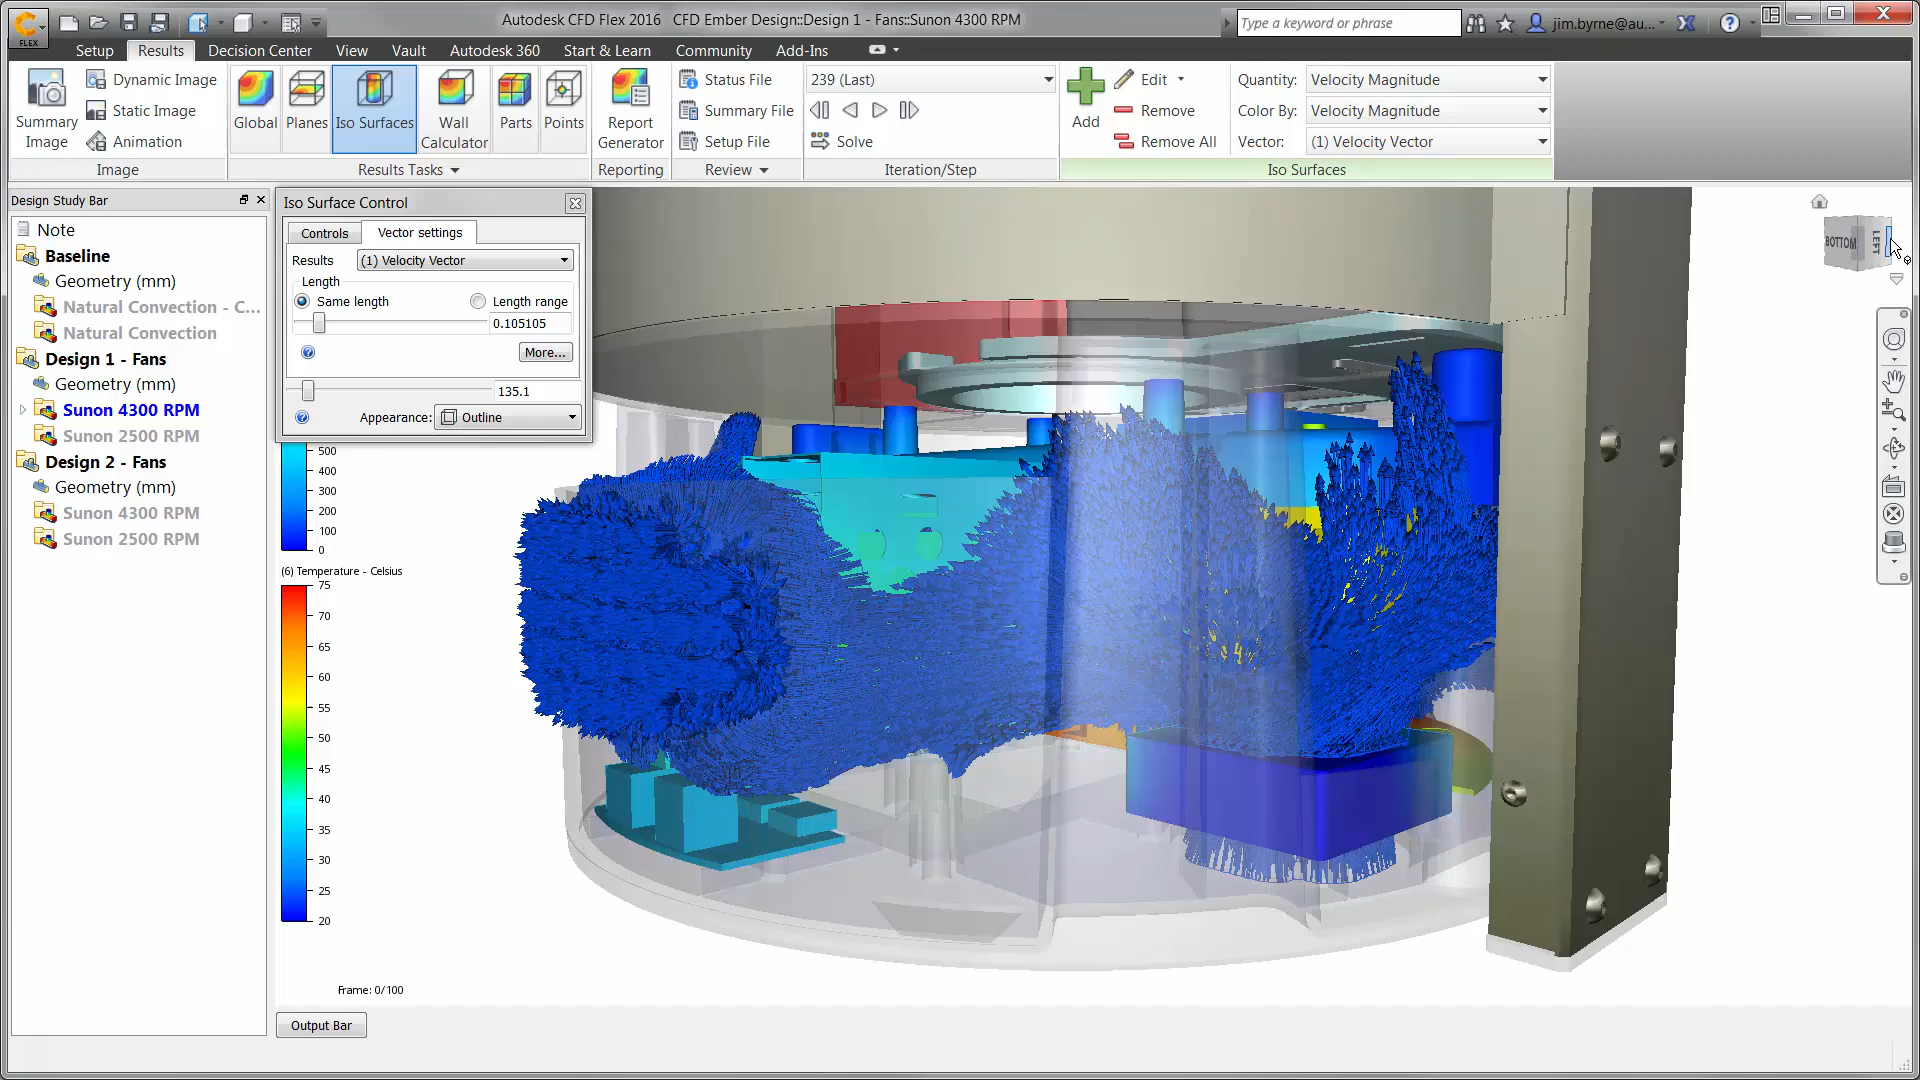 Autodesk CFD Flex 2016 CFD Ember Design::Design 1 - Fans::Sunon 4300 RPM
Type a keyword or phrase
jim.byrne@au...
FLEX
Setup Results Decision Center View Vault Autodesk 360 Start & Learn Community Add-Ins
Summary Image
Dynamic Image
Static Image
Animation
Image
Global
Planes
Iso Surfaces
Wall Calculator
Parts
Points
Results Tasks
Report Generator
Reporting
Status File
Summary File
Setup File
Review
239 (Last)
Solve
Iteration/Step
Add
Edit
Remove
Remove All
Quantity: Velocity Magnitude
Color By: Velocity Magnitude
Vector: (1) Velocity Vector
Iso Surfaces
Design Study Bar
Note
Baseline
Geometry (mm)
Natural Convection - C...
Natural Convection
Design 1 - Fans
Geometry (mm)
Sunon 4300 RPM
Sunon 2500 RPM
Design 2 - Fans
Geometry (mm)
Sunon 4300 RPM
Sunon 2500 RPM
Iso Surface Control
Controls Vector settings
Results (1) Velocity Vector
Length
Same length Length range
0.105105
More...
135.1
Appearance: Outline
500
400
300
200
100
0
(6) Temperature - Celsius
75
70
65
60
55
50
45
40
35
30
25
20
Frame: 0/100
Output Bar
BOTTOM
LEFT